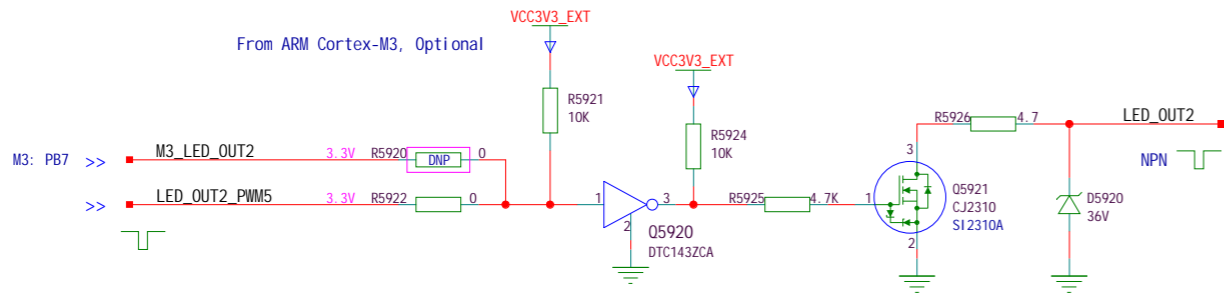 VCC3V3_EXT
From ARM Cortex-M3, Optional
VCC3V3_EXT
R5921
10K
R5926 4.7 LED_OUT2
R5924
10K
M3: PB7 >> M3_LED_OUT2 3.3V R5920 DNP 0
3
NPN
>> LED_OUT2_PWM5 3.3V R5922 0
1 3 R5925 4.7K 1
2
Q5920
DTC143ZCA
Q5921
CJ2310
SI2310A
2
D5920
36V